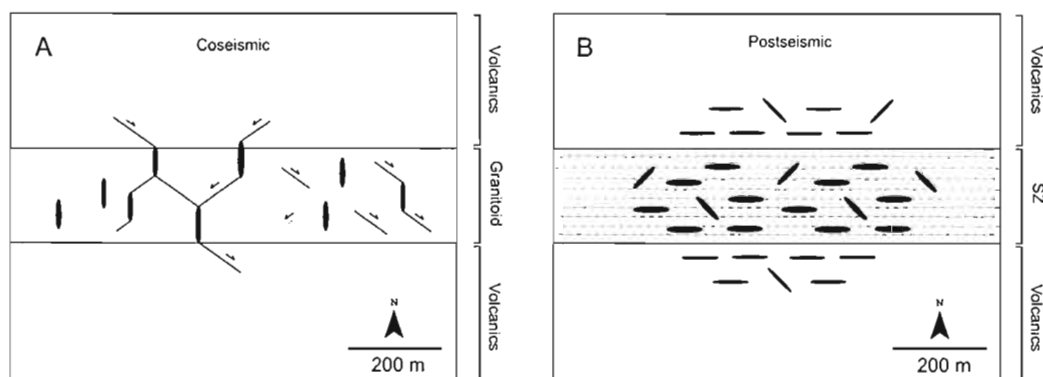 A
Coseismic
Volcanics
Granitoid
Volcanics
N
200 m
B
Postseismic
Volcanics
SZ
Volcanics
N
200 m